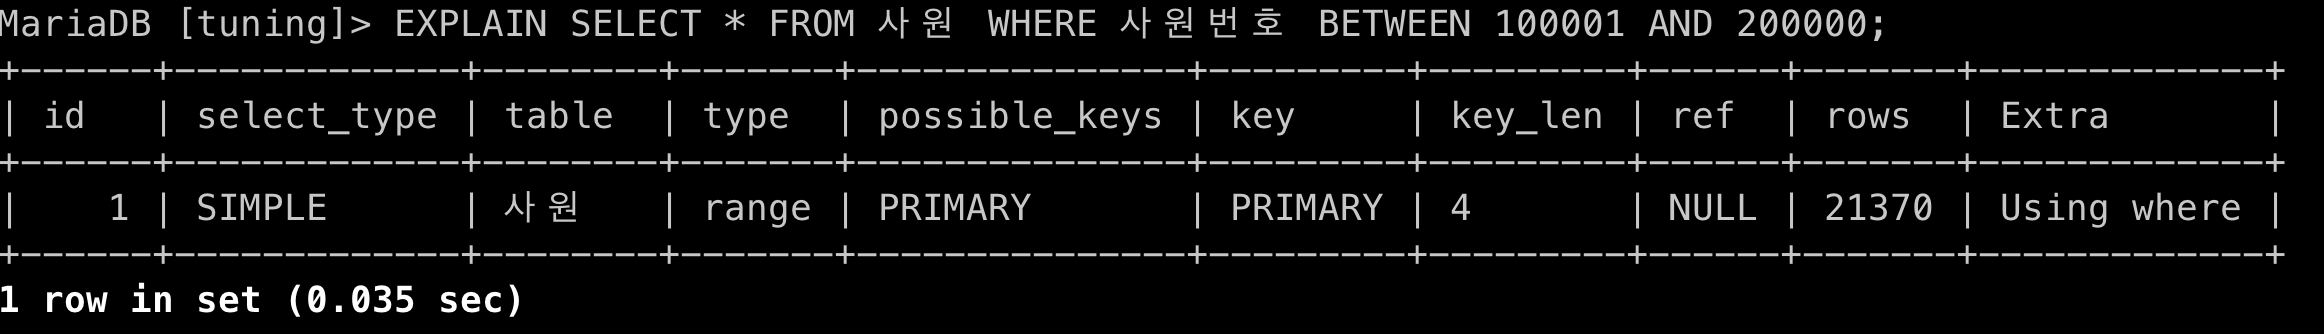 MariaDB [tuning]> EXPLAIN SELECT * FROM 사원 WHERE 사원번호 BETWEEN 100001 AND 200000;
+------+-------------+--------+-------+---------------+---------+---------+------+-------+-------------+
| id   | select_type | table  | type  | possible_keys | key     | key_len | ref  | rows  | Extra       |
+------+-------------+--------+-------+---------------+---------+---------+------+-------+-------------+
|    1 | SIMPLE      | 사원   | range | PRIMARY       | PRIMARY | 4       | NULL | 21370 | Using where |
+------+-------------+--------+-------+---------------+---------+---------+------+-------+-------------+
1 row in set (0.035 sec)